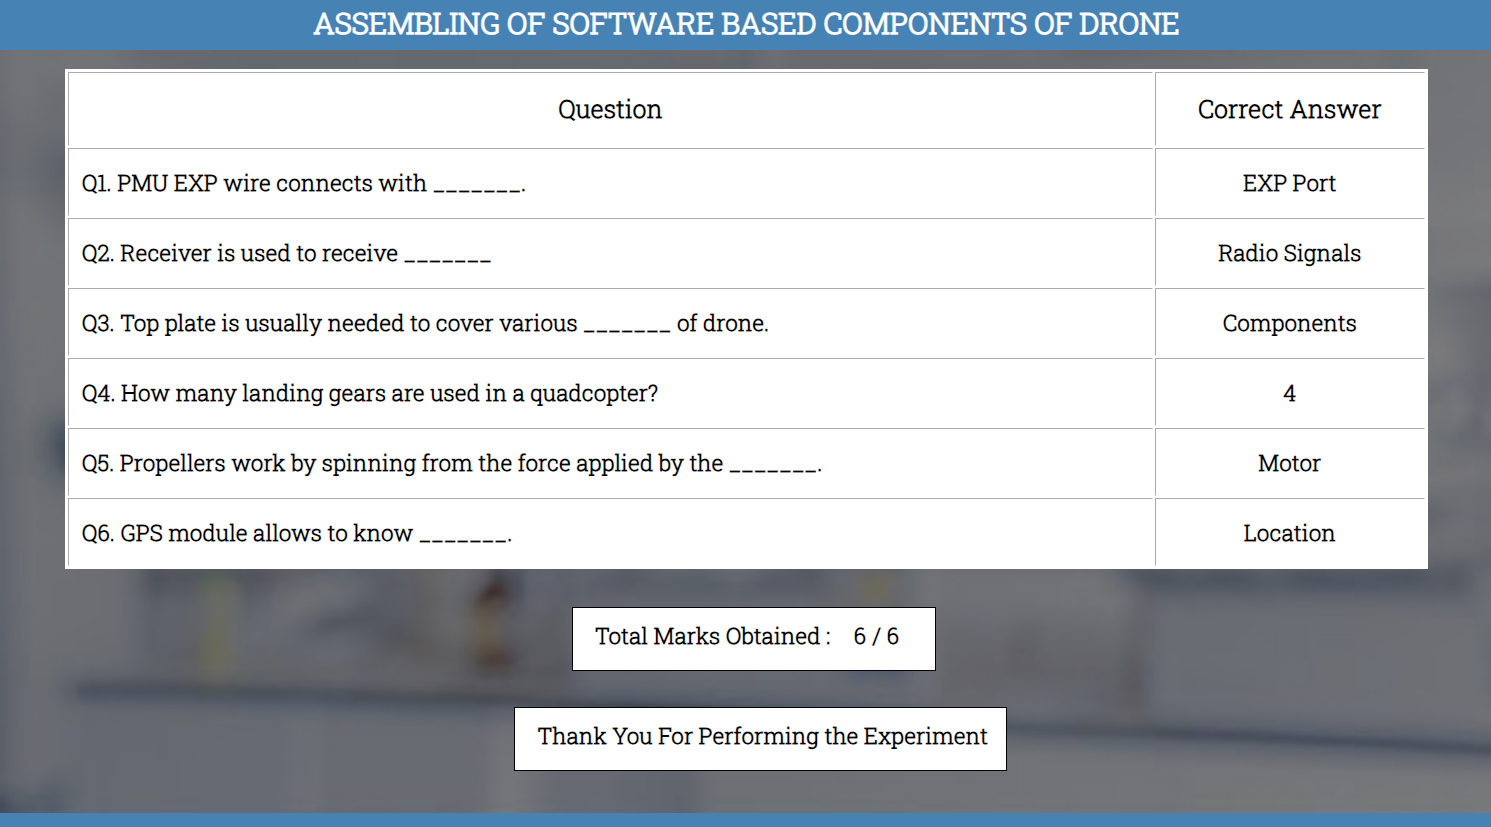 ASSEMBLING OF SOFTWARE BASED COMPONENTS OF DRONE
Question Correct Answer
Q1. PMU EXP wire connects with _______. EXP Port
Q2. Receiver is used to receive _______ Radio Signals
Q3. Top plate is usually needed to cover various _______ of drone. Components
Q4. How many landing gears are used in a quadcopter? 4
Q5. Propellers work by spinning from the force applied by the _______. Motor
Q6. GPS module allows to know _______. Location
Total Marks Obtained : 6 / 6
Thank You For Performing the Experiment